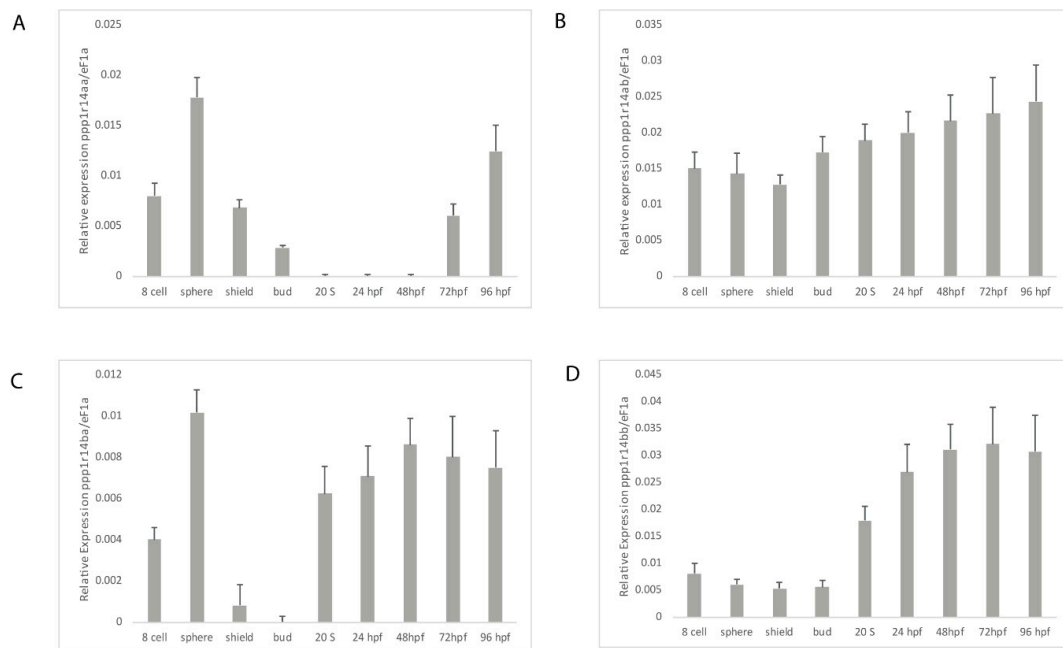 A
Relative expression ppp1r14aa/eF1a
0.025
0.02
0.015
0.01
0.005
0
8 cell sphere shield bud 20 S 24 hpf 48hpf 72hpf 96 hpf
B
Relative expression ppp1r14ab/eF1a
0.035
0.03
0.025
0.02
0.015
0.01
0.005
0
8 cell sphere shield bud 20 S 24 hpf 48hpf 72hpf 96 hpf
C
Relative Expression ppp1r14ba/eF1a
0.012
0.01
0.008
0.006
0.004
0.002
0
8 cell sphere shield bud 20 S 24 hpf 48hpf 72hpf 96 hpf
D
Relative Expression ppp1r14bb/eF1a
0.045
0.04
0.035
0.03
0.025
0.02
0.015
0.01
0.005
0
8 cell sphere shield bud 20 S 24 hpf 48hpf 72hpf 96 hpf